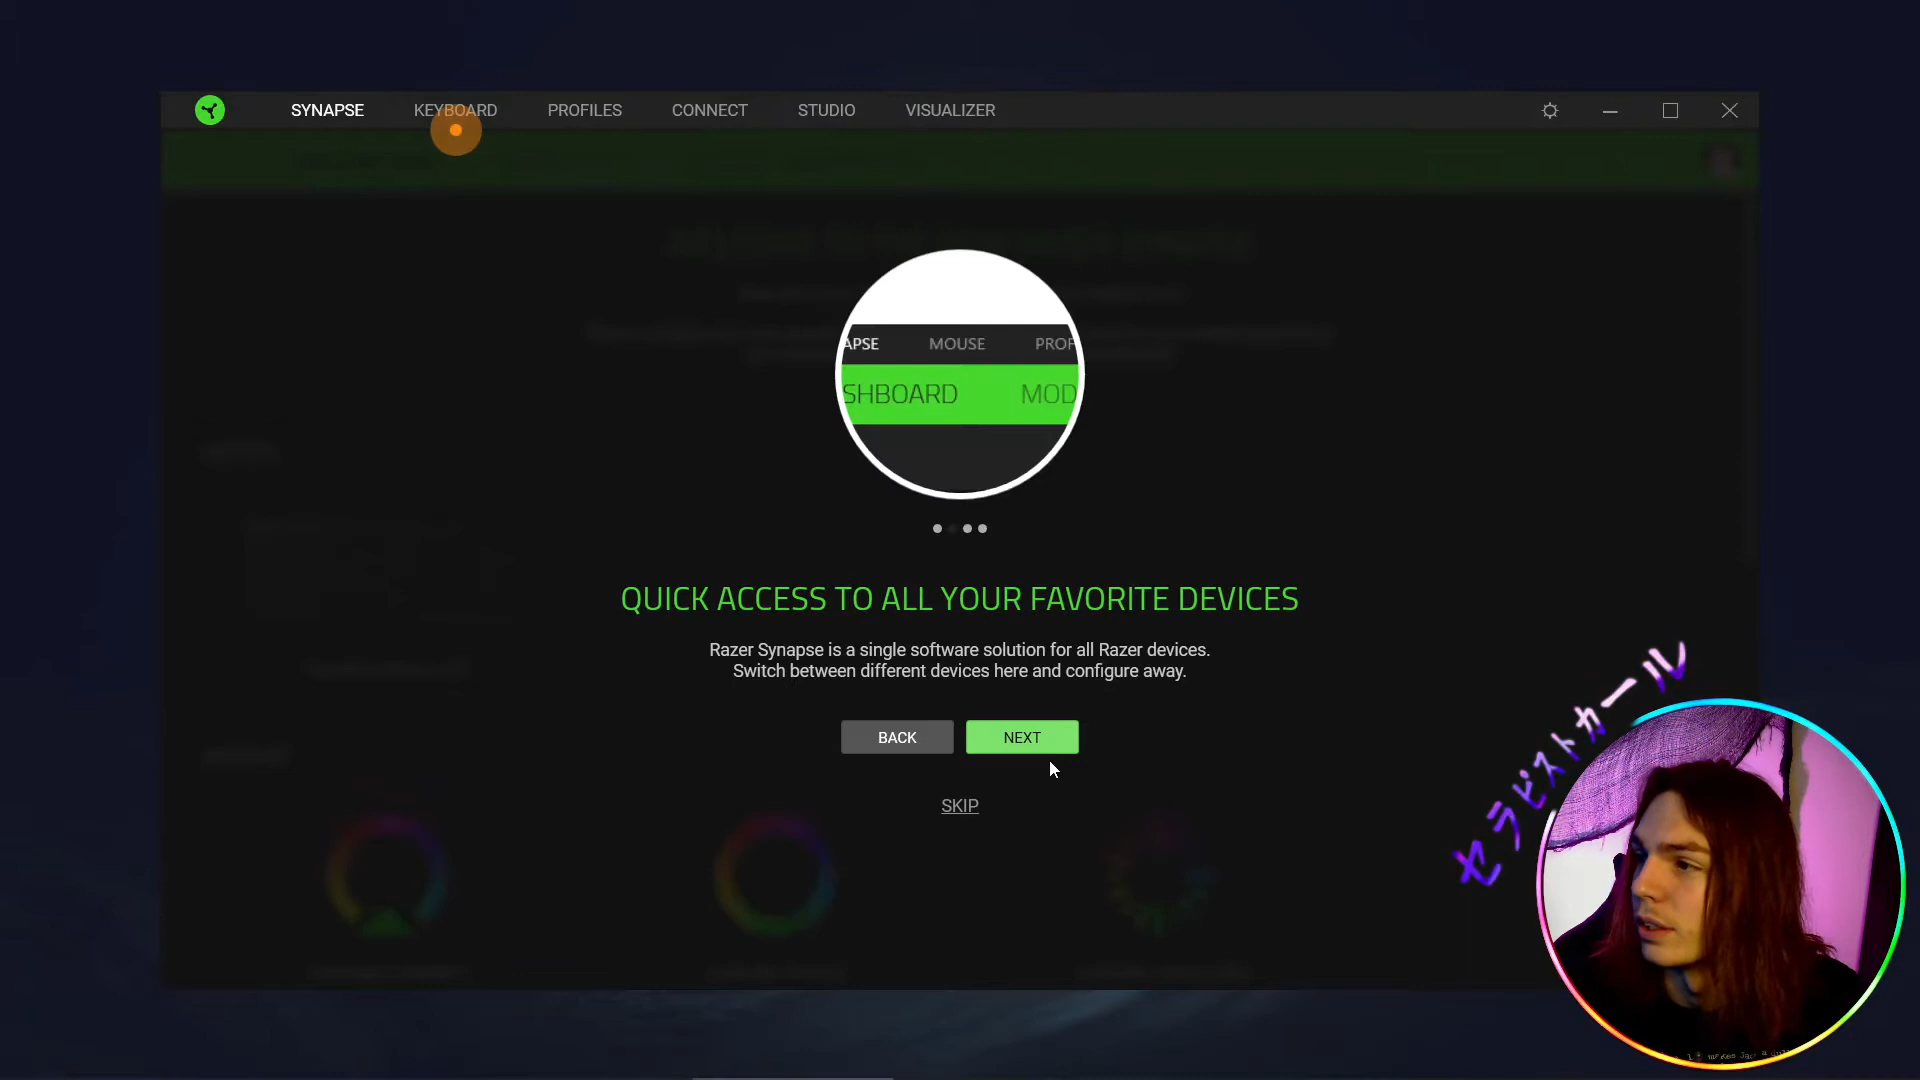 SYNAPSE KEYBOARD PROFILES CONNECT STUDIO VISUALIZER
APSE MOUSE PROF
SHBOARD MOD
QUICK ACCESS TO ALL YOUR FAVORITE DEVICES
Razer Synapse is a single software solution for all Razer devices.
Switch between different devices here and configure away.
BACK NEXT
SKIP
セラピストカール